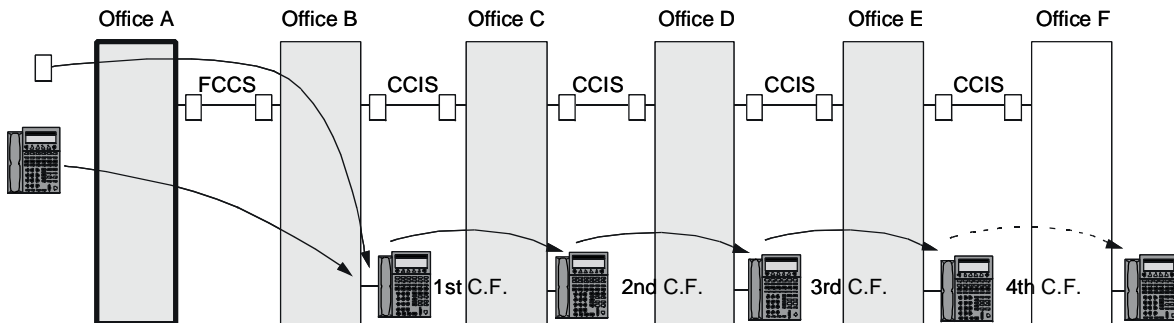 Office A Office B Office C Office D Office E Office F
FCCS CCIS CCIS CCIS CCIS
1st C.F. 2nd C.F. 3rd C.F. 4th C.F.